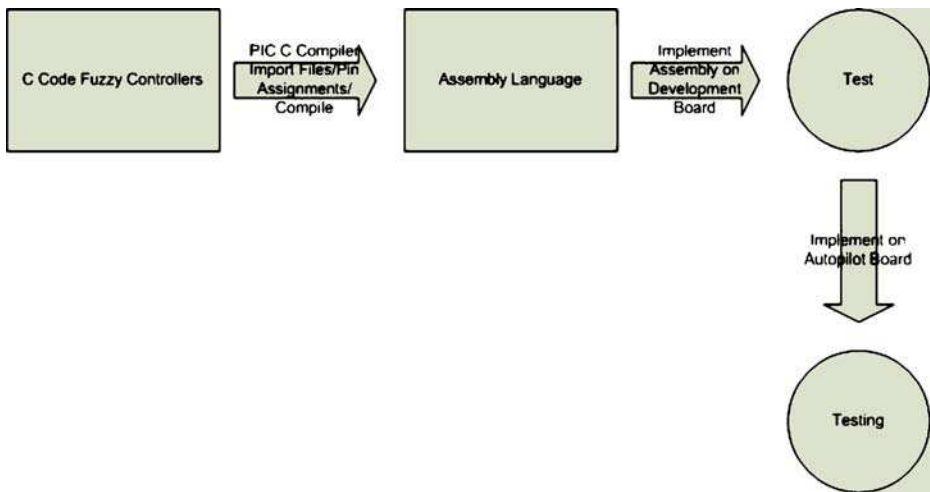 C Code Fuzzy Controllers
PIC C Compiler
Import Files/Pin
Assignments/
Compile
Assembly Language
Implement
Assembly on
Development
Board
Test
Implement on
Autopilot Board
Testing